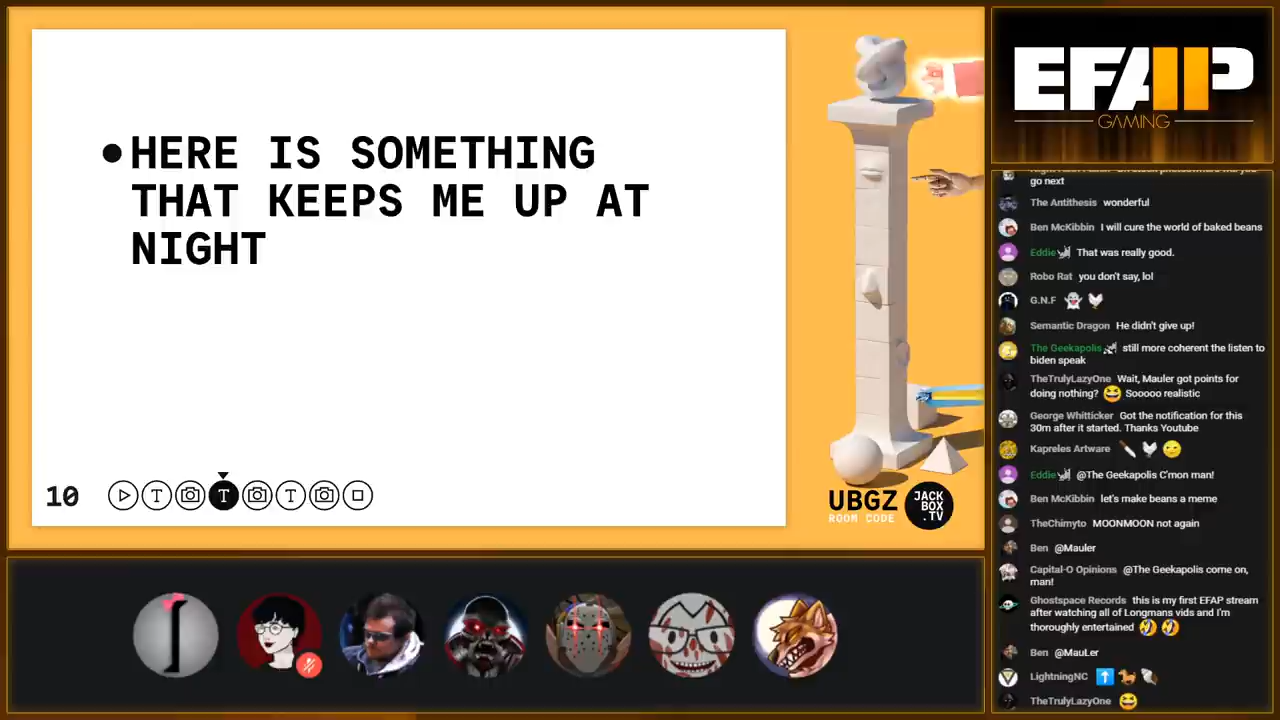 ● HERE IS SOMETHING
THAT KEEPS ME UP AT
NIGHT
10
T
T
T
UBGZ
ROOM CODE
JACK
BOX
.TV
EFAP
GAMING
go next
The Antithesis wonderful
Ben McKibbin I will cure the world of baked beans
Eddie That was really good.
Robo Rat you don't say, lol
G.N.F 👻 🐓
Semantic Dragon He didn't give up!
The Geekapolis still more coherent the listen to
biden speak
TheTrulyLazyOne Wait, Mauler got points for
doing nothing? 😆 Sooooo realistic
George Whitticker Got the notification for this
30m after it started. Thanks Youtube
Kapreles Artware 🔪 🐓 😏
Eddie @The Geekapolis C'mon man!
Ben McKibbin let's make beans a meme
TheChimyto MOONMOON not again
Ben @Mauler
Capital-O Opinions @The Geekapolis come on,
man!
Ghostspace Records this is my first EFAP stream
after watching all of Longmans vids and I'm
thoroughly entertained 🤣 🤣
Ben @MauLer
LightningNC ⬆️ 🐎 🐚
TheTrulyLazyOne 😆